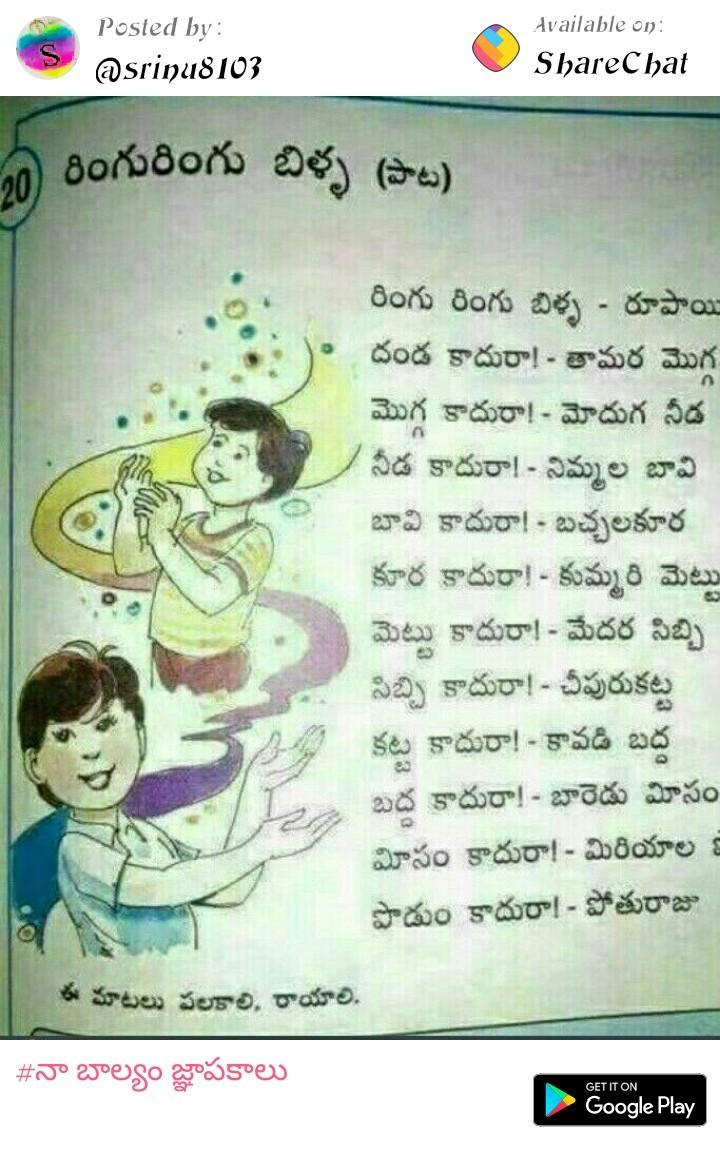 Posted by:
@srinu8103
Available on:
ShareChat
20 రింగురింగు బిళ్ళ (పాట)
రింగు రింగు బిళ్ళ - రూపాయి
దండ కాదురా! - తామర మొగ్గ
మొగ్గ కాదురా! - మోదుగ నీడ
నీడ కాదురా! - నిమ్మల బావి
బావి కాదురా! - బచ్చలకూర
కూర కాదురా! - కుమ్మరి మెట్టు
మెట్టు కాదురా! - మేదర సిబ్బి
సిబ్బి కాదురా! - చీపురుకట్ట
కట్ట కాదురా! - కావడి బద్ద
బద్ద కాదురా! - బారెడు మీసం
మీసం కాదురా! - మిరియాల
పొడుం కాదురా! - పోతురాజు
ఈ మాటలు పలకాలి, రాయాలి.
#నా బాల్యం జ్ఞాపకాలు
GET IT ON
Google Play